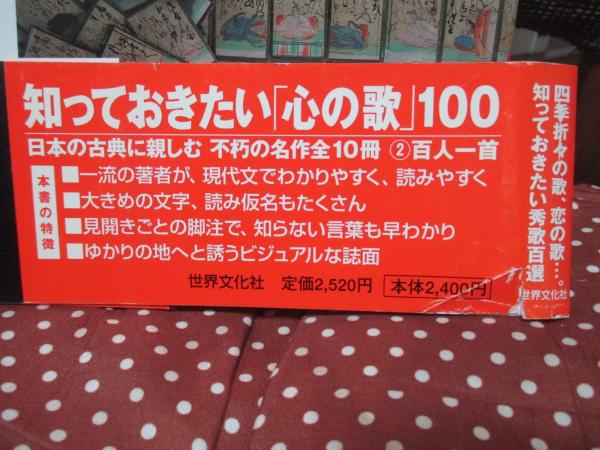 知っておきたい「心の歌」100
日本の古典に親しむ 不朽の名作全10冊 ②百人一首
本書の特徴
■一流の著者が、現代文でわかりやすく、読みやすく
■大きめの文字、読み仮名もたくさん
■見開きごとの脚注で、知らない言葉も早わかり
■ゆかりの地へと誘うビジュアルな誌面
世界文化社 定価2,520円 本体2,400円
四季折々の歌、恋の歌…。
知っておきたい秀歌百選
世界文化社